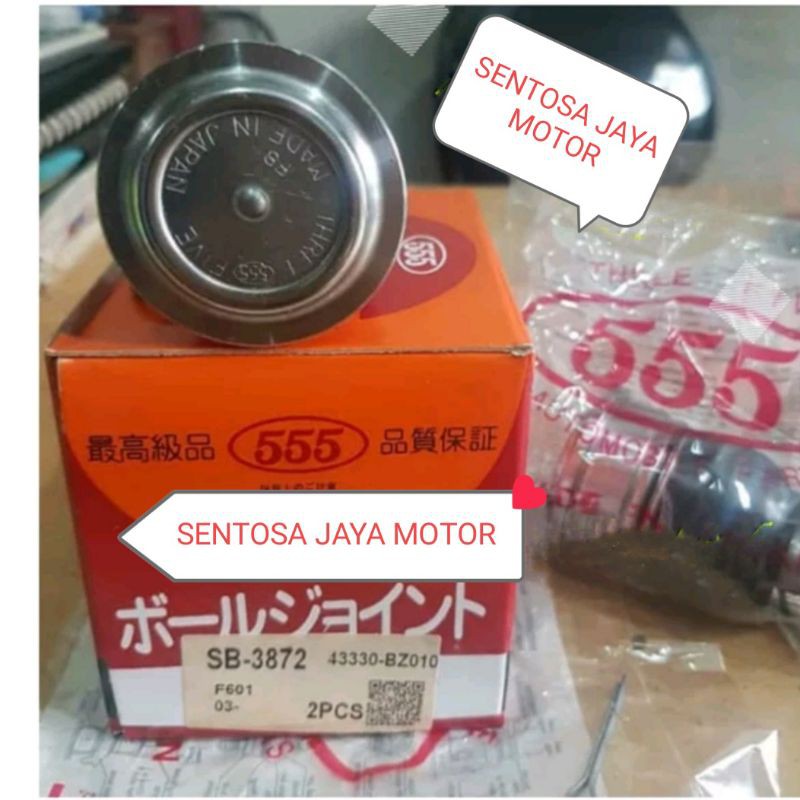 SENTOSA JAYA
MOTOR
MADE IN JAPAN
THREE FIVE
555
555
THREE
555
AUTOMOBI
最高級品 555 品質保証
SENTOSA JAYA MOTOR
ボールジョイント
SB-3872 43330-BZ010
F601
03-
2PCS